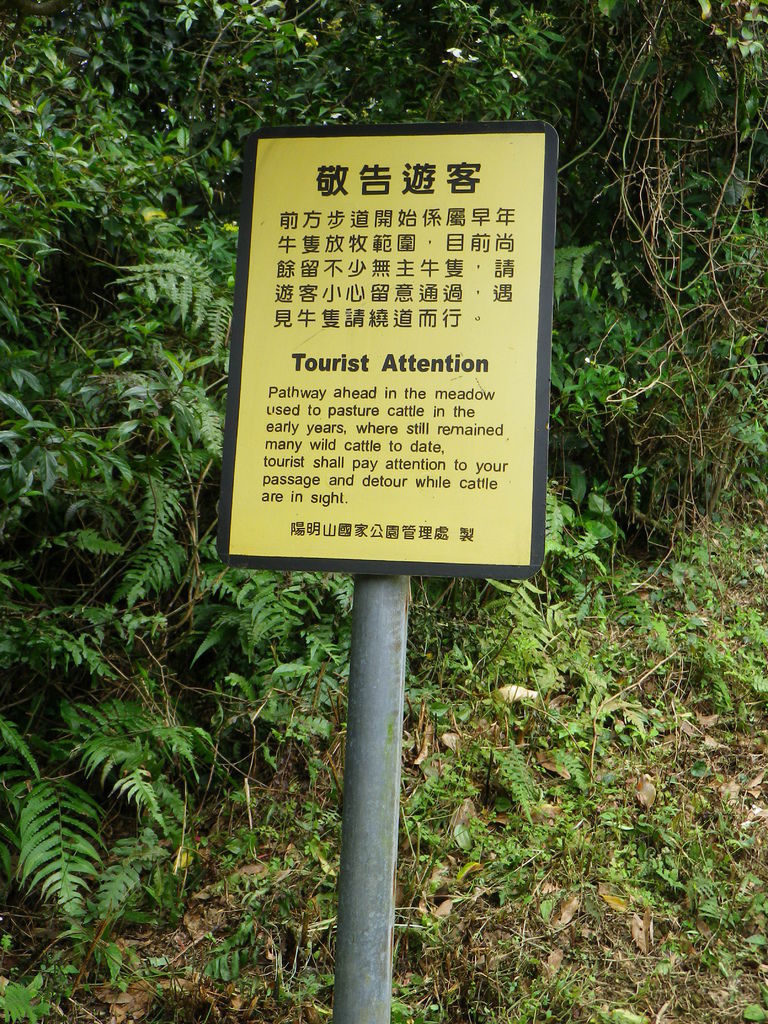 敬告遊客
前方步道開始係屬早年
牛隻放牧範圍，目前尚
餘留不少無主牛隻，請
遊客小心留意通過，遇
見牛隻請繞道而行。
Tourist Attention
Pathway ahead in the meadow
used to pasture cattle in the
early years, where still remained
many wild cattle to date,
tourist shall pay attention to your
passage and detour while cattle
are in sight.
陽明山國家公園管理處 製